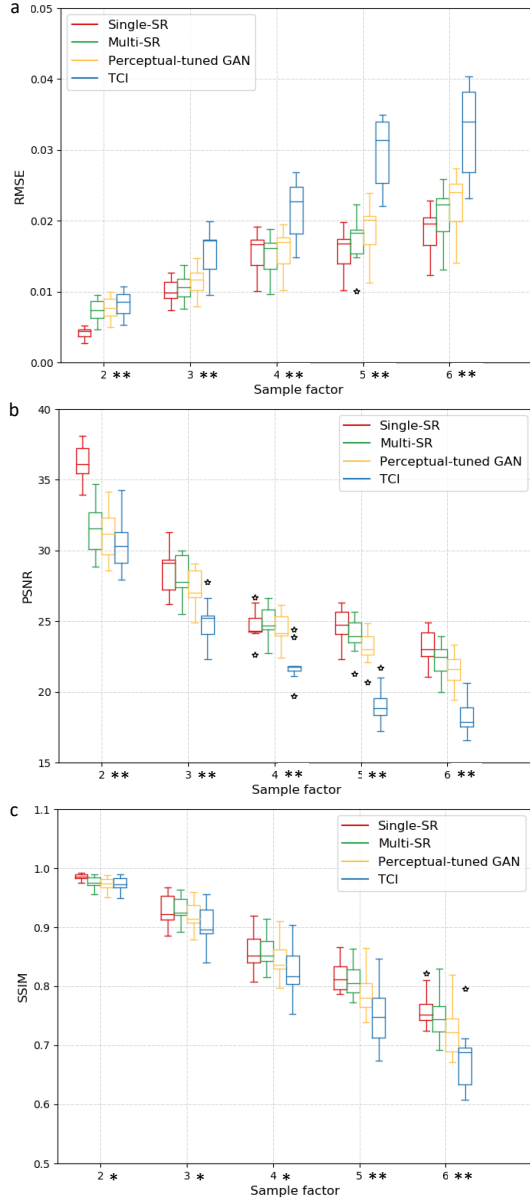 a
0.05
0.04
0.03
0.02
0.01
0.00
RMSE
Single-SR
Multi-SR
Perceptual-tuned GAN
TCI
2 ** 3 ** 4 ** 5 ** 6 **
Sample factor
b
40
35
30
25
20
15
PSNR
Single-SR
Multi-SR
Perceptual-tuned GAN
TCI
2 ** 3 ** 4 ** 5 ** 6 **
Sample factor
c
1.1
1.0
0.9
0.8
0.7
0.6
0.5
SSIM
Single-SR
Multi-SR
Perceptual-tuned GAN
TCI
2 * 3 * 4 * 5 ** 6 **
Sample factor